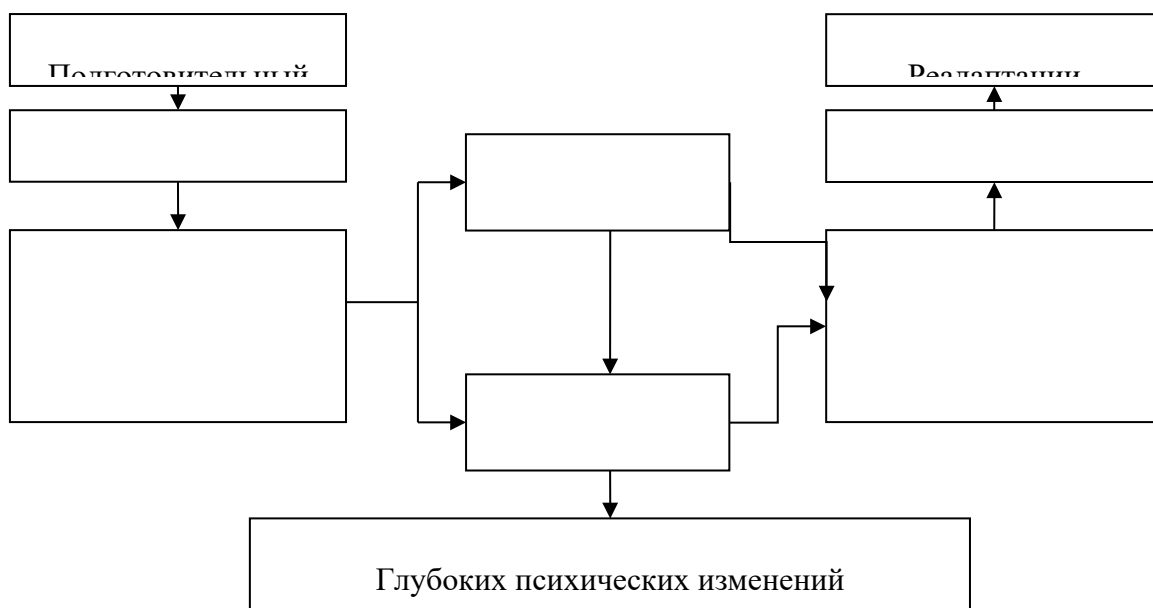 Подготовительный
Реадаптации
Глубоких психических изменений